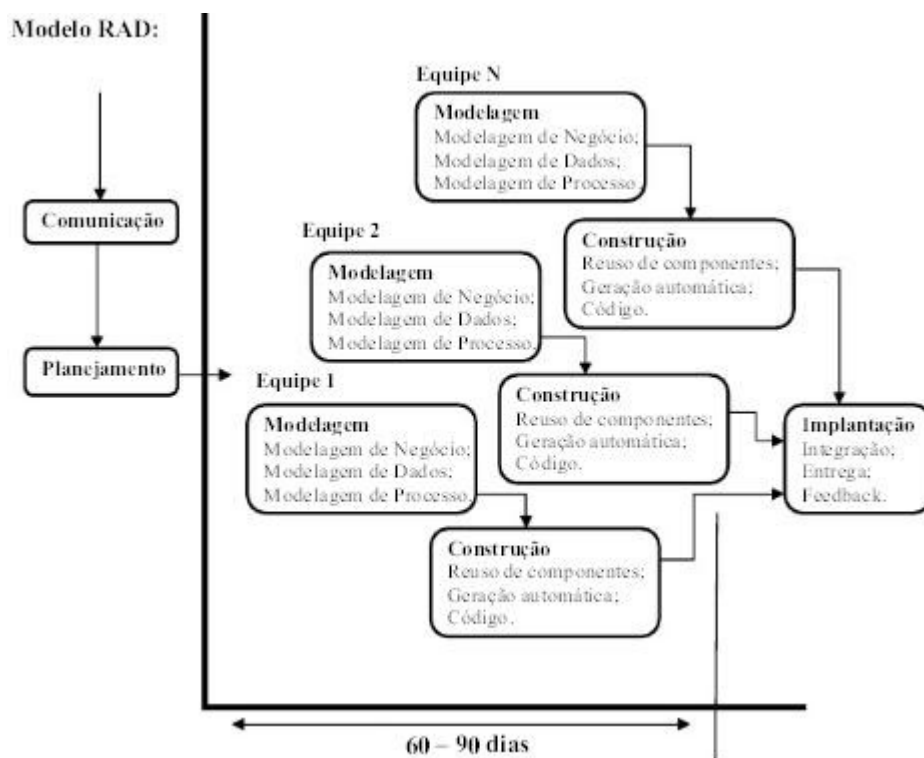 Modelo RAD:
Comunicação
Planejamento
Equipe N
Modelagem
Modelagem de Negócio;
Modelagem de Dados;
Modelagem de Processo.
Construção
Reuso de componentes;
Geração automática;
Código.
Equipe 2
Modelagem
Modelagem de Negócio;
Modelagem de Dados;
Modelagem de Processo.
Construção
Reuso de componentes;
Geração automática;
Código.
Equipe 1
Modelagem
Modelagem de Negócio;
Modelagem de Dados;
Modelagem de Processo.
Construção
Reuso de componentes;
Geração automática;
Código.
Implantação
Integração;
Entrega;
Feedback.
60 – 90 dias